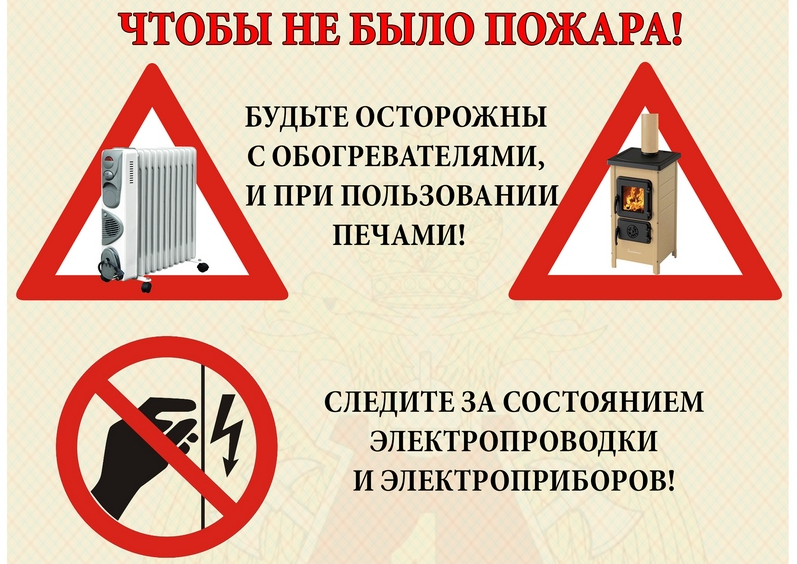 ЧТОБЫ НЕ БЫЛО ПОЖАРА!
БУДЬТЕ ОСТОРОЖНЫ
С ОБОГРЕВАТЕЛЯМИ,
И ПРИ ПОЛЬЗОВАНИИ
ПЕЧАМИ!
СЛЕДИТЕ ЗА СОСТОЯНИЕМ
ЭЛЕКТРОПРОВОДКИ
И ЭЛЕКТРОПРИБОРОВ!